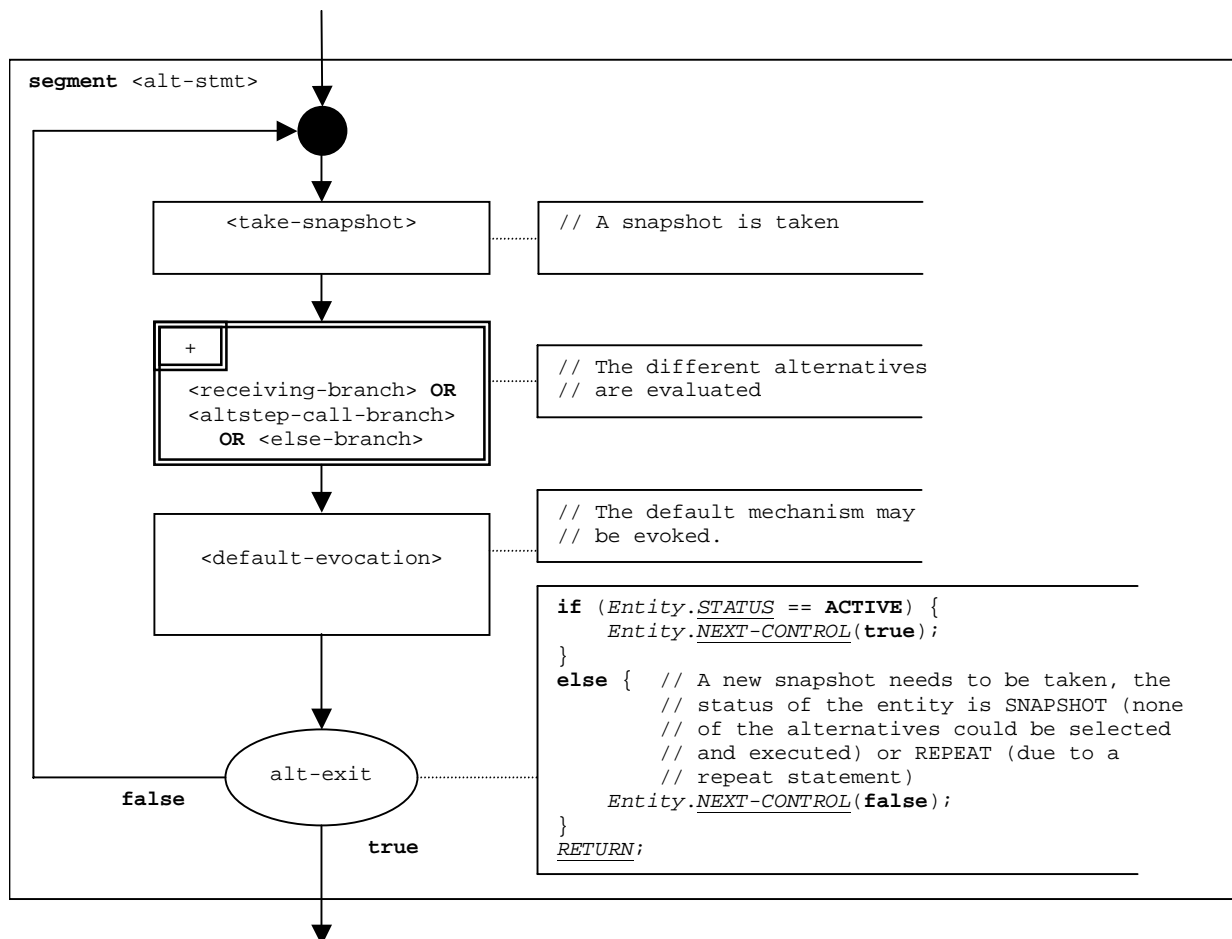 segment <alt-stmt>
<take-snapshot>
// A snapshot is taken
+
<receiving-branch> OR
<altstep-call-branch>
OR <else-branch>
// The different alternatives
// are evaluated
<default-evocation>
// The default mechanism may
// be evoked.
alt-exit
false
true
if (Entity.STATUS == ACTIVE) {
Entity.NEXT-CONTROL(true);
}
else { // A new snapshot needs to be taken, the
// status of the entity is SNAPSHOT (none
// of the alternatives could be selected
// and executed) or REPEAT (due to a
// repeat statement)
Entity.NEXT-CONTROL(false);
}
RETURN;